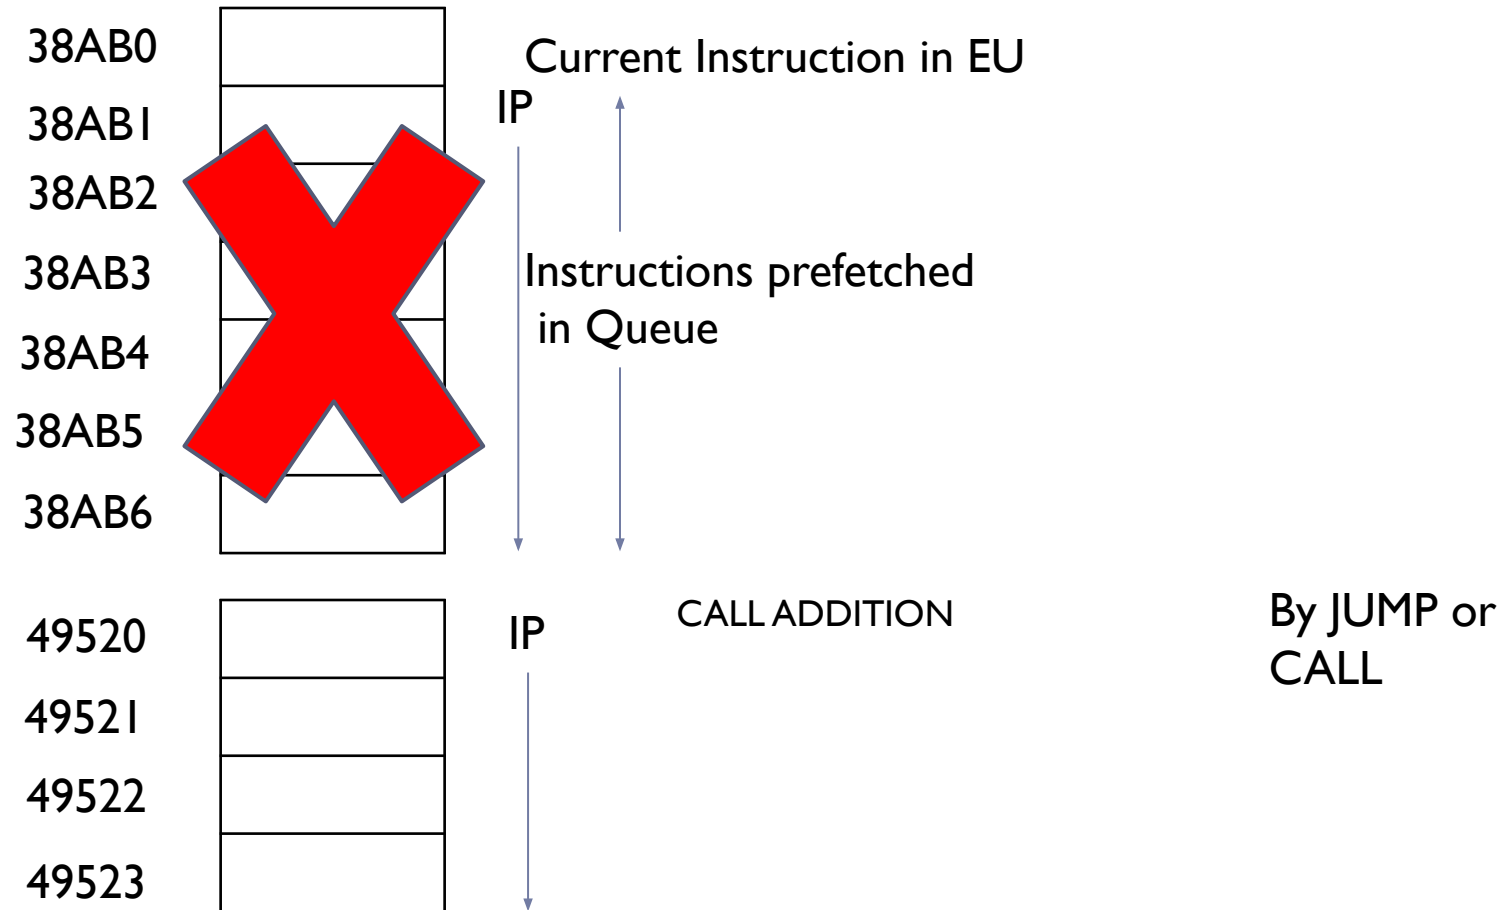 38AB0
Current Instruction in EU
IP
38AB1
38AB2
38AB3
Instructions prefetched
in Queue
38AB4
38AB5
38AB6
49520
IP
CALL ADDITION
By JUMP or
CALL
49521
49522
49523